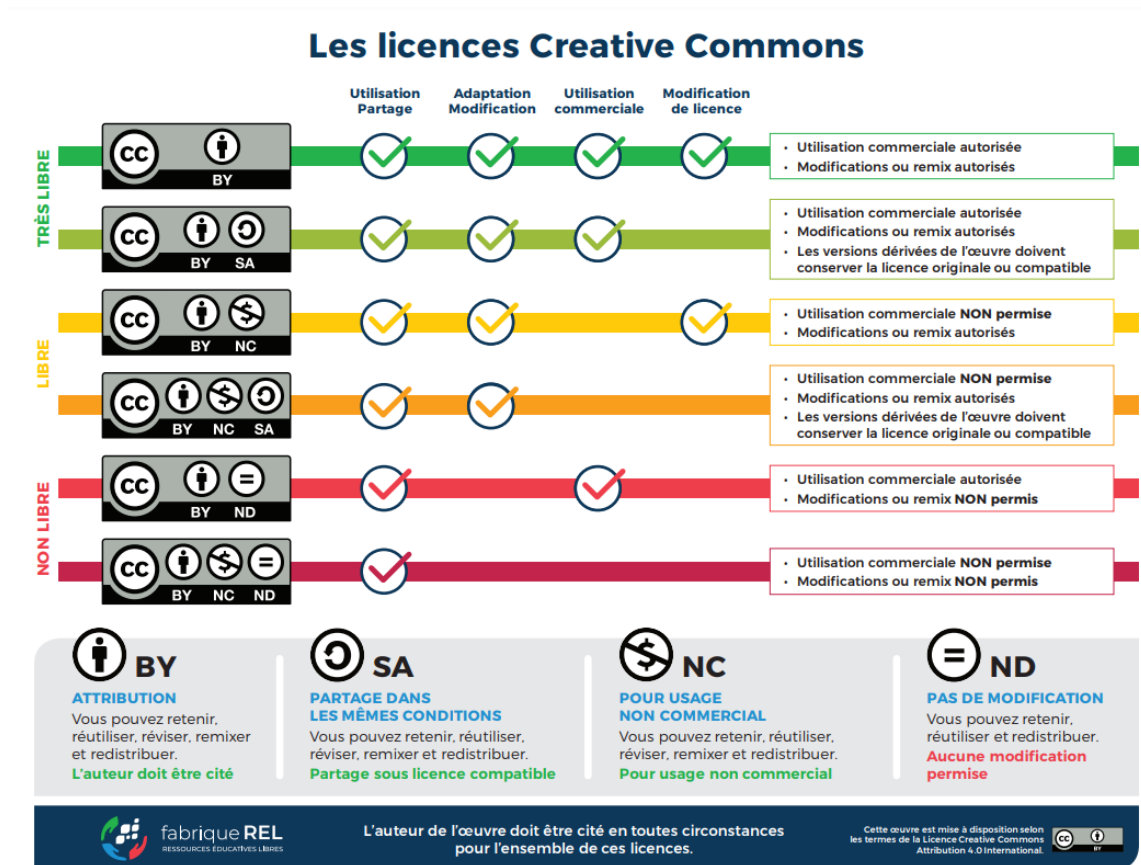 Les licences Creative Commons
Utilisation
Partage
Adaptation
Modification
Utilisation
commerciale
Modification
de licence
TRÈS LIBRE
CC
BY
• Utilisation commerciale autorisée
• Modifications ou remix autorisés
CC
BY SA
• Utilisation commerciale autorisée
• Modifications ou remix autorisés
• Les versions dérivées de l'œuvre doivent
conserver la licence originale ou compatible
LIBRE
CC
BY NC
• Utilisation commerciale NON permise
• Modifications ou remix autorisés
CC
BY NC SA
• Utilisation commerciale NON permise
• Modifications ou remix autorisés
• Les versions dérivées de l'œuvre doivent
conserver la licence originale ou compatible
NON LIBRE
CC
BY ND
• Utilisation commerciale autorisée
• Modifications ou remix NON permis
CC
BY NC ND
• Utilisation commerciale NON permise
• Modifications ou remix NON permis
BY
ATTRIBUTION
Vous pouvez retenir,
réutiliser, réviser, remixer
et redistribuer.
L'auteur doit être cité
SA
PARTAGE DANS
LES MÊMES CONDITIONS
Vous pouvez retenir, réutiliser,
réviser, remixer et redistribuer.
Partage sous licence compatible
NC
POUR USAGE
NON COMMERCIAL
Vous pouvez retenir, réutiliser,
réviser, remixer et redistribuer.
Pour usage non commercial
ND
PAS DE MODIFICATION
Vous pouvez retenir,
réutiliser et redistribuer.
Aucune modification
permise
fabrique REL
RESSOURCES ÉDUCATIVES LIBRES
L'auteur de l'œuvre doit être cité en toutes circonstances
pour l'ensemble de ces licences.
Cette œuvre est mise à disposition selon
les termes de la Licence Creative Commons
Attribution 4.0 International.
CC
BY